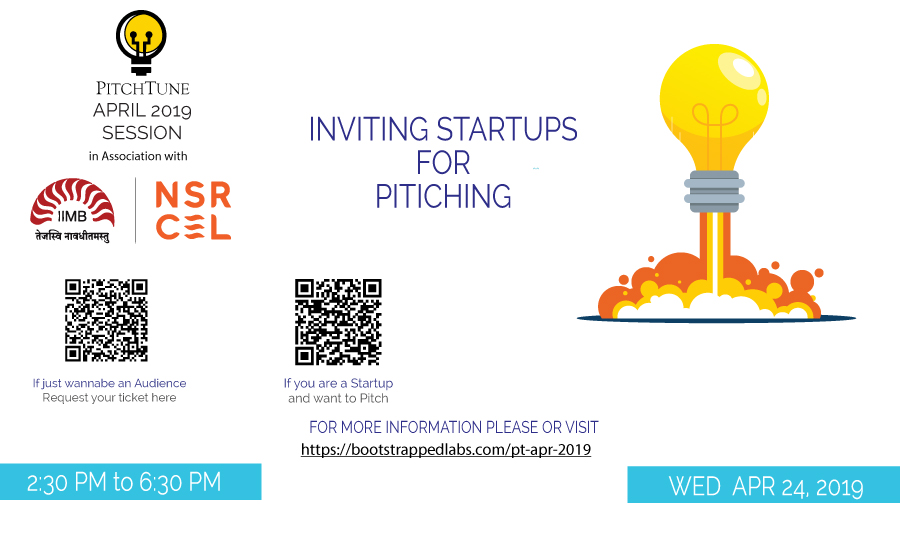 PITCHTUNE
APRIL 2019
SESSION
in Association with
IIMB
तेजस्वि नावधीतमस्तु
NSR
CEL
INVITING STARTUPS
FOR
PITICHING
If just wannabe an Audience
Request your ticket here
If you are a Startup
and want to Pitch
FOR MORE INFORMATION PLEASE OR VISIT
https://bootstrappedlabs.com/pt-apr-2019
2:30 PM to 6:30 PM
WED APR 24, 2019